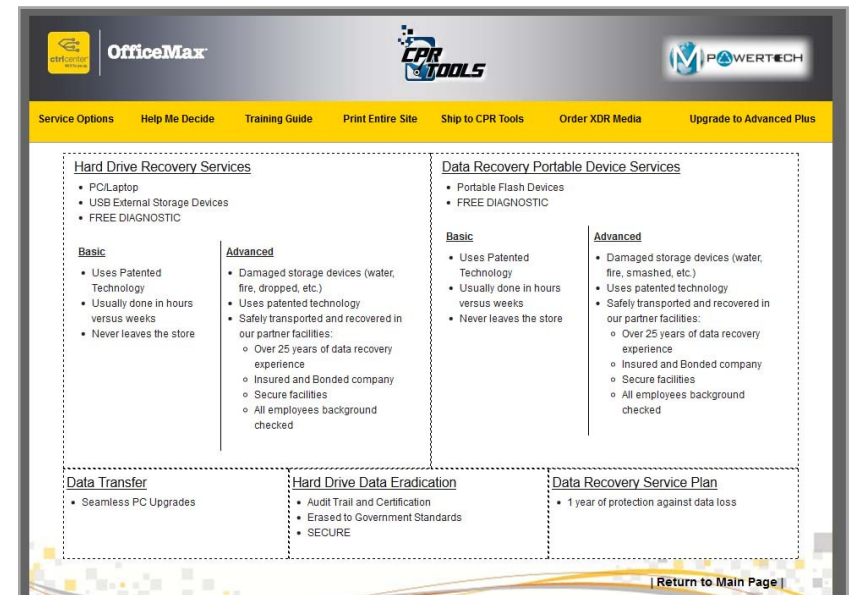 ctrlcenter
OfficeMax
CPR
TOOLS
MPOWERTECH
Service Options Help Me Decide Training Guide Print Entire Site Ship to CPR Tools Order XDR Media Upgrade to Advanced Plus
Hard Drive Recovery Services
• PC/Laptop
• USB External Storage Devices
• FREE DIAGNOSTIC
Basic
• Uses Patented
Technology
• Usually done in hours
versus weeks
• Never leaves the store
Advanced
• Damaged storage devices (water,
fire, dropped, etc.)
• Uses patented technology
• Safely transported and recovered in
our partner facilities:
o Over 25 years of data recovery
experience
o Insured and Bonded company
o Secure facilities
o All employees background
checked
Data Recovery Portable Device Services
• Portable Flash Devices
• FREE DIAGNOSTIC
Basic
• Uses Patented
Technology
• Usually done in hours
versus weeks
• Never leaves the store
Advanced
• Damaged storage devices (water,
fire, smashed, etc.)
• Uses patented technology
• Safely transported and recovered in
our partner facilities:
o Over 25 years of data recovery
experience
o Insured and Bonded company
o Secure facilities
o All employees background
checked
Data Transfer
• Seamless PC Upgrades
Hard Drive Data Eradication
• Audit Trail and Certification
• Erased to Government Standards
• SECURE
Data Recovery Service Plan
• 1 year of protection against data loss
| Return to Main Page |